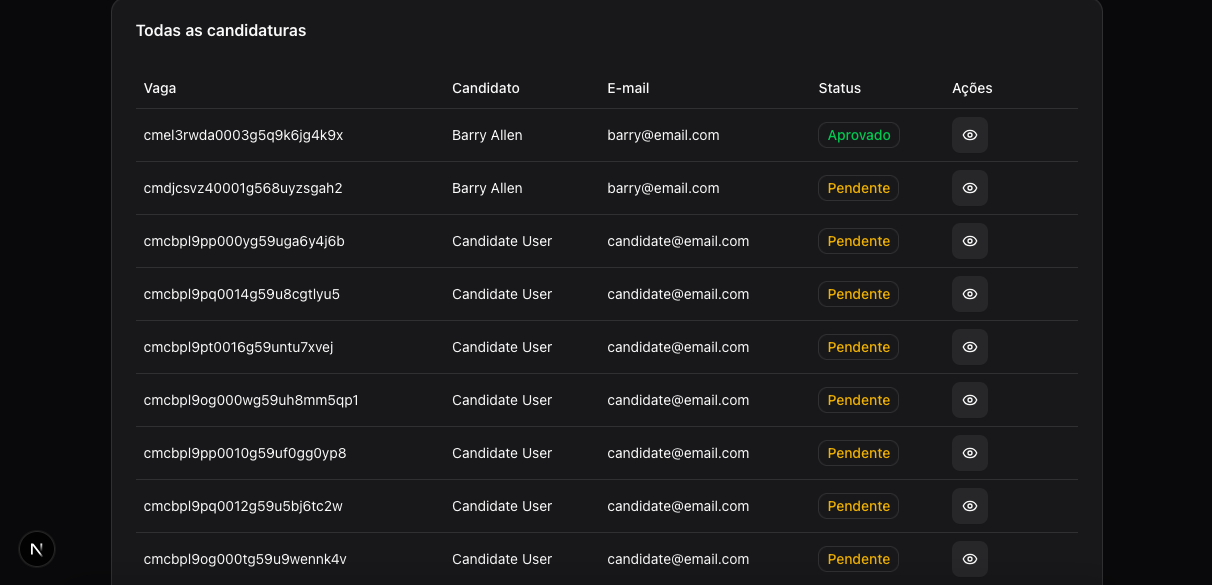 Todas as candidaturas
Vaga Candidato E-mail Status Ações
cmel3rwda0003g5q9k6jg4k9x Barry Allen barry@email.com Aprovado
cmdjcsvz40001g568uyzsgah2 Barry Allen barry@email.com Pendente
cmcbpl9pp000yg59uga6y4j6b Candidate User candidate@email.com Pendente
cmcbpl9pq0014g59u8cgtlyu5 Candidate User candidate@email.com Pendente
cmcbpl9pt0016g59untu7xvej Candidate User candidate@email.com Pendente
cmcbpl9og000wg59uh8mm5qp1 Candidate User candidate@email.com Pendente
cmcbpl9pp0010g59uf0gg0yp8 Candidate User candidate@email.com Pendente
cmcbpl9pq0012g59u5bj6tc2w Candidate User candidate@email.com Pendente
N
cmcbpl9og000tg59u9wennk4v Candidate User candidate@email.com Pendente